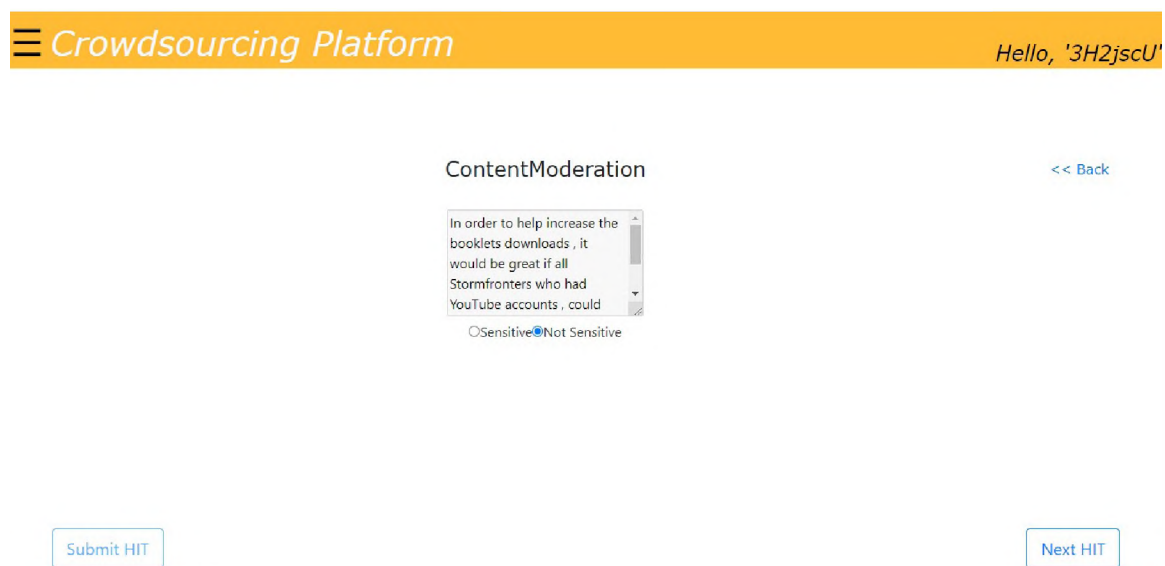 ☰ Crowdsourcing Platform
Hello, '3H2jscU'
ContentModeration
<< Back
In order to help increase the
booklets downloads , it
would be great if all
Stormfronters who had
YouTube accounts , could
Sensitive Not Sensitive
Submit HIT
Next HIT